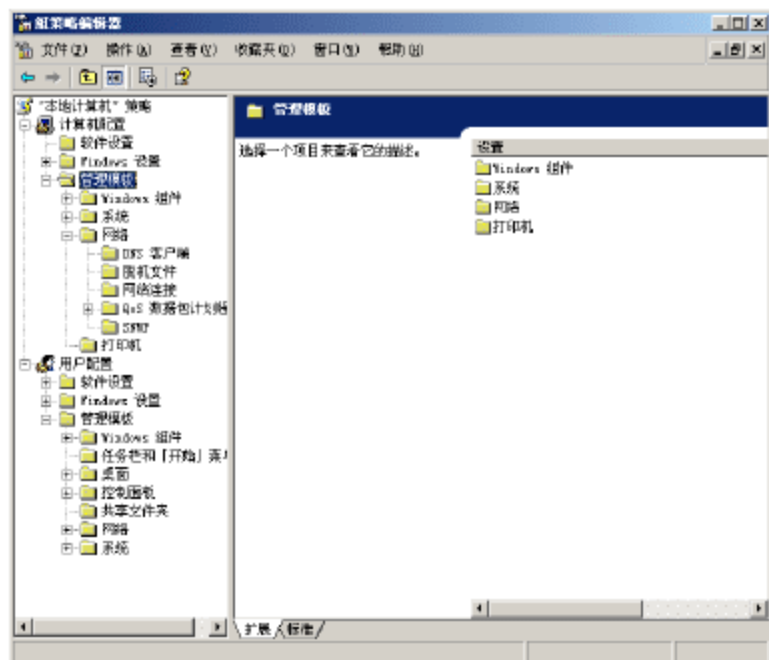 组策略编辑器
文件(F) 操作(A) 查看(V) 收藏夹(O) 窗口(W) 帮助(H)
"本地计算机" 策略
计算机配置
软件设置
Windows 设置
管理模板
Windows 组件
系统
网络
DNS 客户端
脱机文件
网络连接
QoS 数据包计划程
SNMP
打印机
用户配置
软件设置
Windows 设置
管理模板
Windows 组件
任务栏和「开始」菜
桌面
控制面板
共享文件夹
网络
系统
管理模板
选择一个项目来查看它的描述。
设置
Windows 组件
系统
网络
打印机
扩展 标准